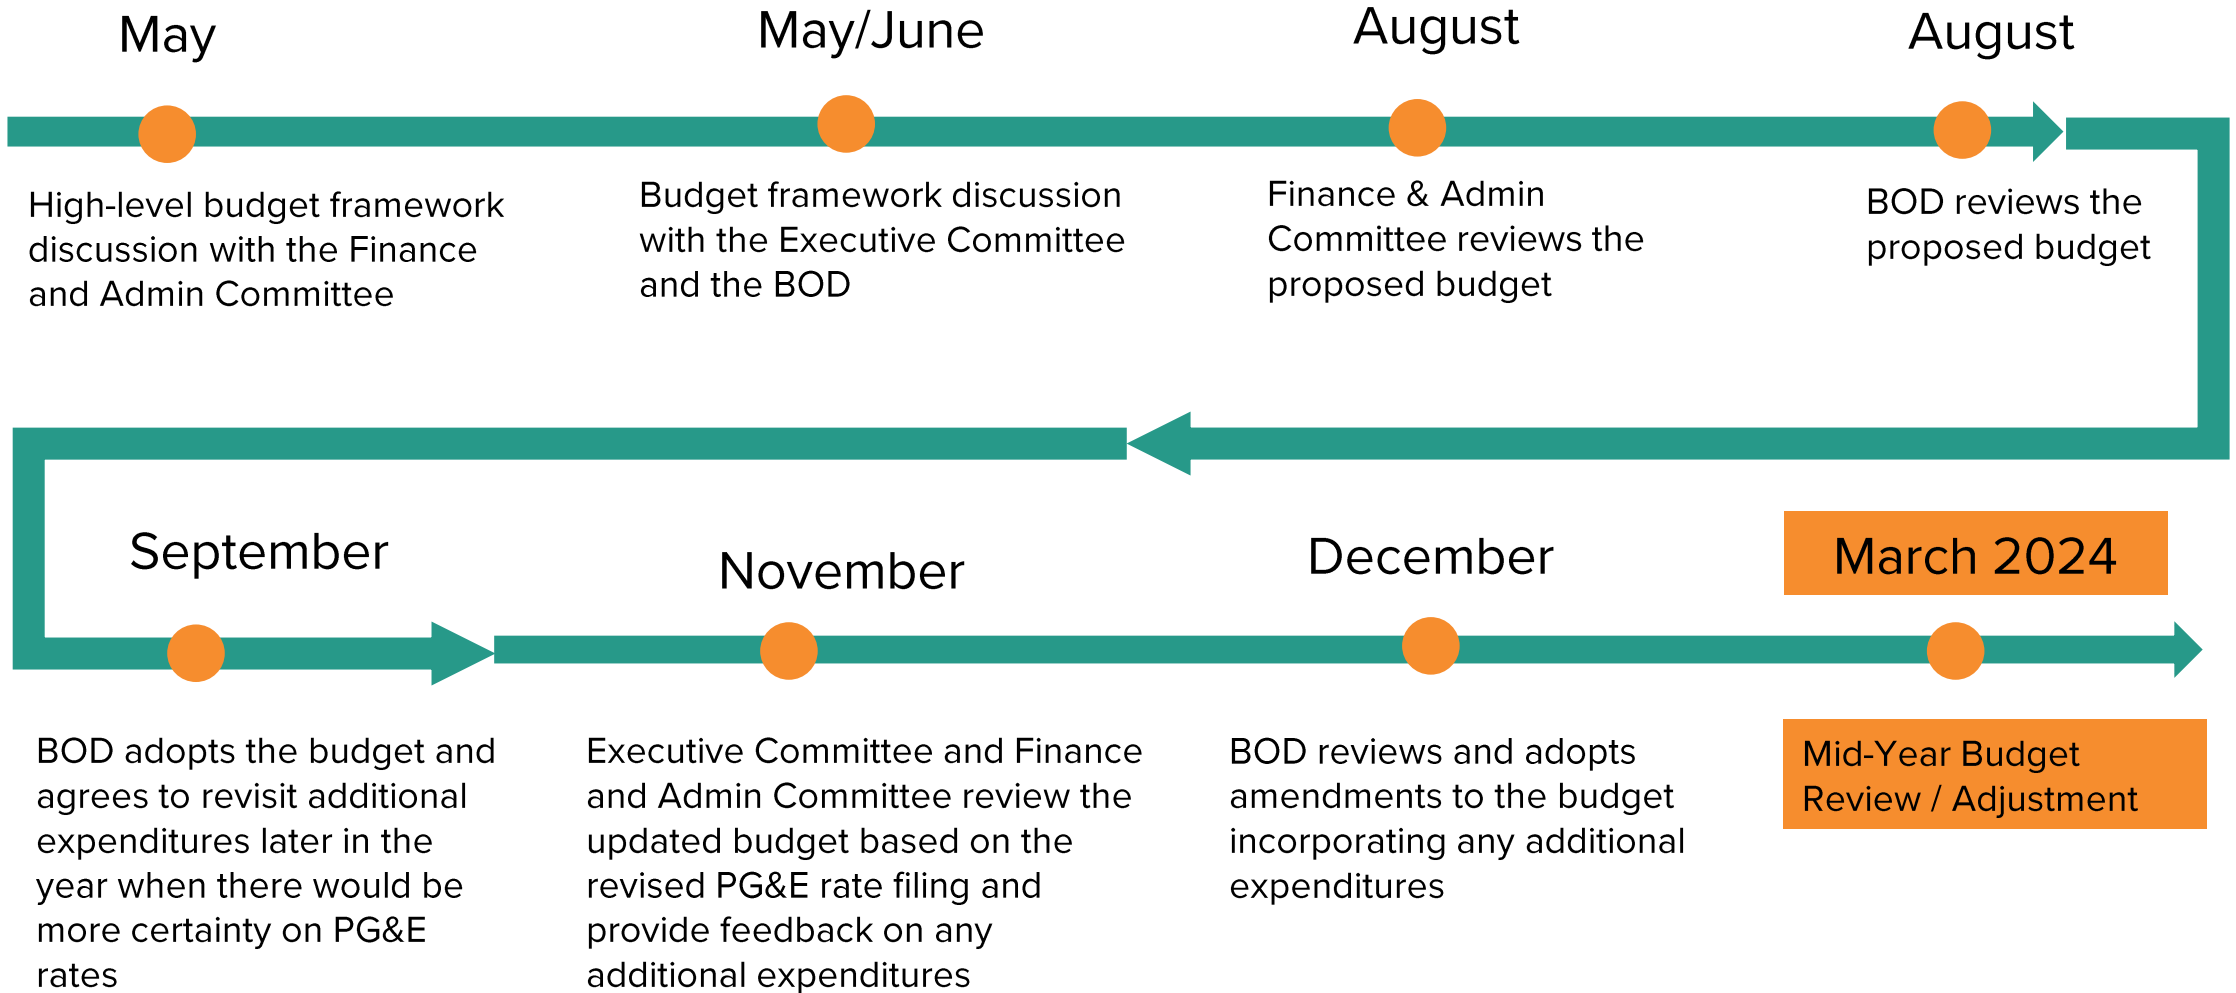 May
High-level budget framework
discussion with the Finance
and Admin Committee
May/June
Budget framework discussion
with the Executive Committee
and the BOD
August
Finance & Admin
Committee reviews the
proposed budget
August
BOD reviews the
proposed budget
September
BOD adopts the budget and
agrees to revisit additional
expenditures later in the
year when there would be
more certainty on PG&E
rates
November
Executive Committee and Finance
and Admin Committee review the
updated budget based on the
revised PG&E rate filing and
provide feedback on any
additional expenditures
December
BOD reviews and adopts
amendments to the budget
incorporating any additional
expenditures
March 2024
Mid-Year Budget
Review / Adjustment